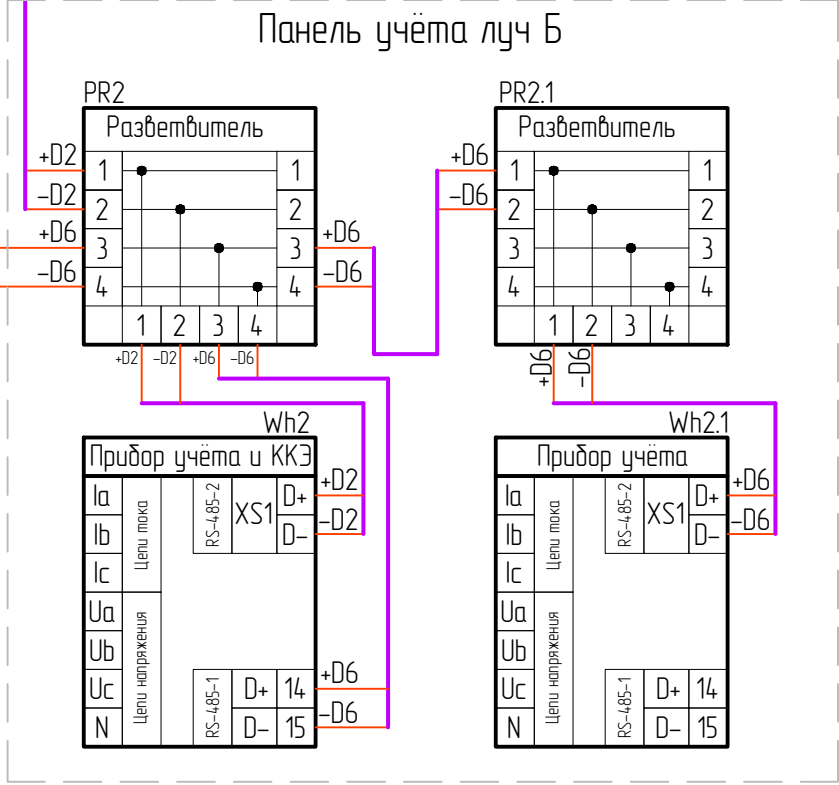 Панель учёта луч Б
PR2
PR2.1
Разветвитель
Разветвитель
+D2 1 1
+D6 1 1
-D2 2 2
-D6 2 2
+D6 3 3 +D6
3 3
-D6 4 4 -D6
4 4
1 2 3 4
1 2 3 4
+D2 -D2 +D6 -D6
+D6 -D6
Wh2
Wh2.1
Прибор учёта и ККЭ
Прибор учёта
Ia
Ib
Ic
Цепи тока
RS-485-2
XS1
D+ +D2
D- -D2
Ua
Ub
Uc
N
Цепи напряжения
RS-485-1
D+ 14 +D6
D- 15 -D6
Ia
Ib
Ic
Цепи тока
RS-485-2
XS1
D+ +D6
D- -D6
Ua
Ub
Uc
N
Цепи напряжения
RS-485-1
D+ 14
D- 15